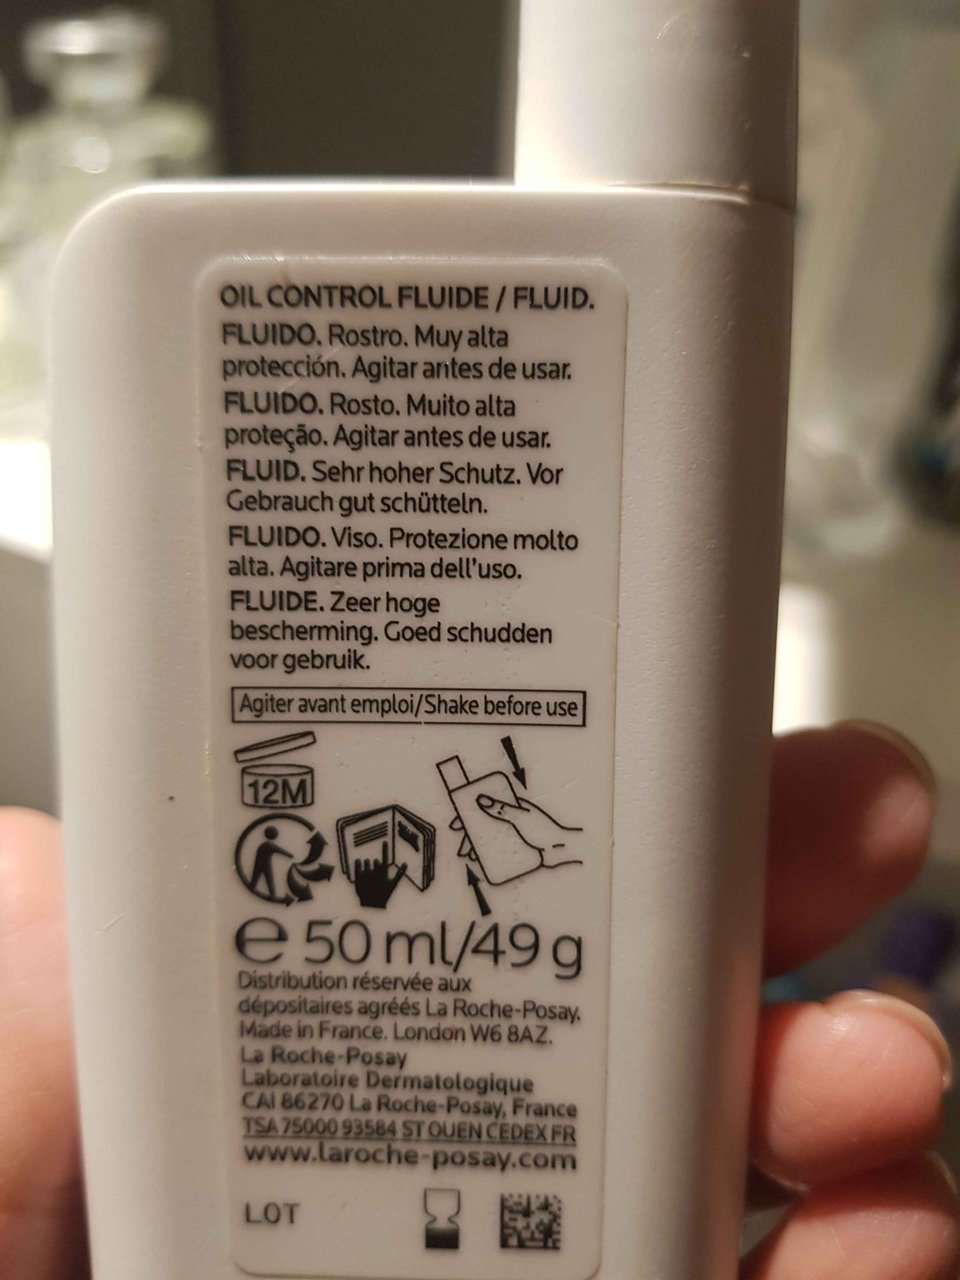 OIL CONTROL FLUIDE / FLUID.
FLUIDO. Rostro. Muy alta
protección. Agitar antes de usar.
FLUIDO. Rosto. Muito alta
proteção. Agitar antes de usar.
FLUID. Sehr hoher Schutz. Vor
Gebrauch gut schütteln.
FLUIDO. Viso. Protezione molto
alta. Agitare prima dell'uso.
FLUIDE. Zeer hoge
bescherming. Goed schudden
voor gebruik.
Agiter avant emploi/Shake before use
12M
e 50 ml/49 g
Distribution réservée aux
dépositaires agréés La Roche-Posay.
Made in France. London W6 8AZ.
La Roche-Posay
Laboratoire Dermatologique
CAI 86270 La Roche-Posay, France
TSA 75000 93584 ST OUEN CEDEX FR
www.laroche-posay.com
LOT